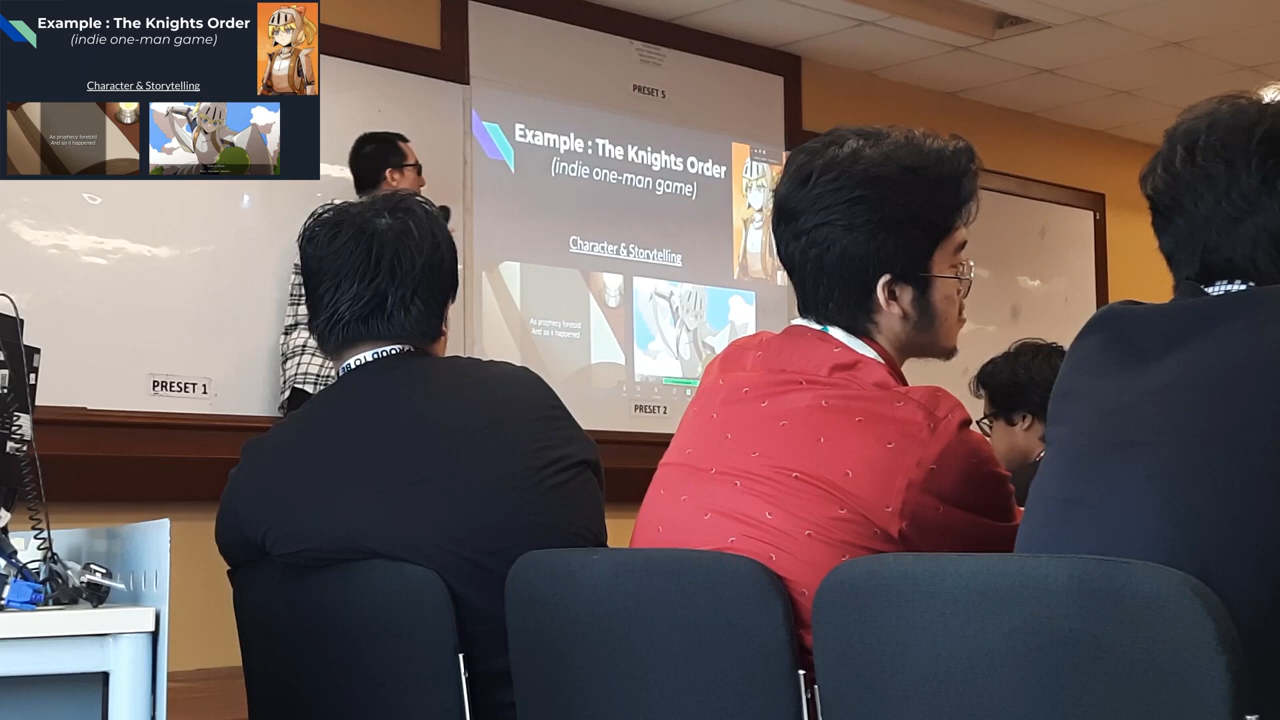 Example : The Knights Order
(indie one-man game)
Character & Storytelling
As prophecy foretold
And so it happened
PRESET 5
Example : The Knights Order
(indie one-man game)
Character & Storytelling
As prophecy foretold
And so it happened
PRESET 1
PRESET 2